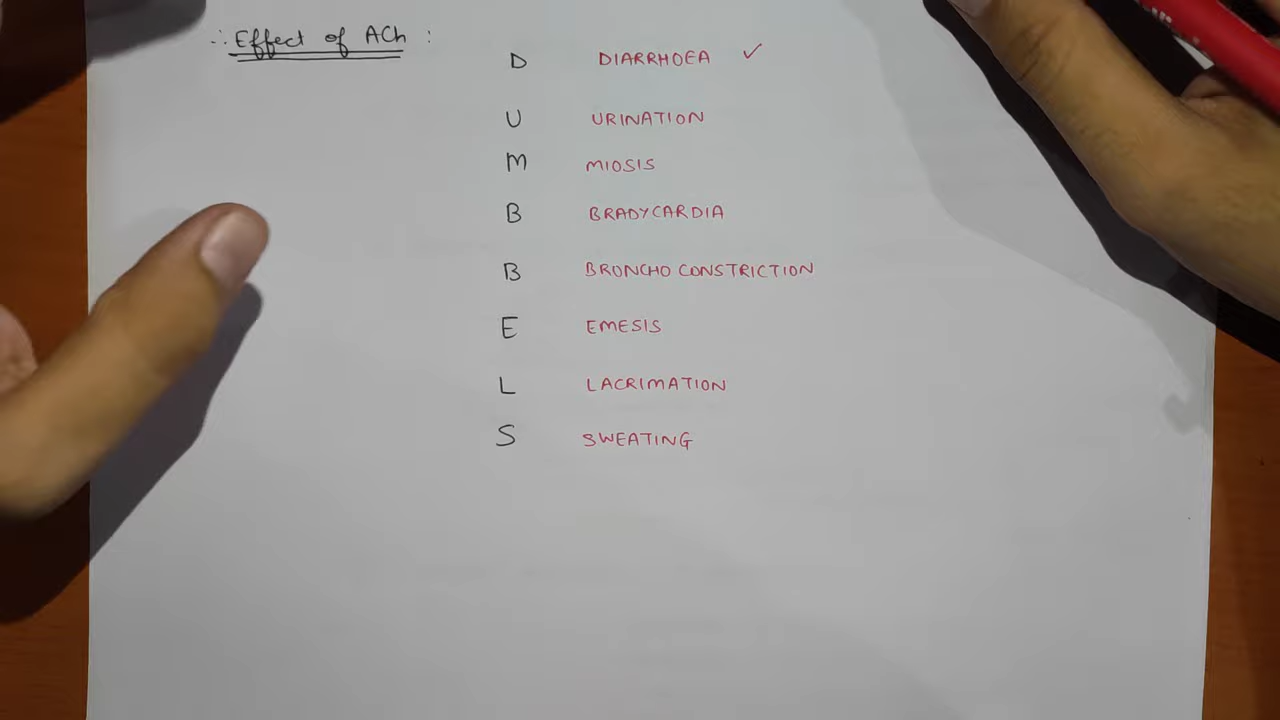 ∴ Effect of ACh :
D DIARRHOEA ✓
U URINATION
M MIOSIS
B BRADYCARDIA
B BRONCHO CONSTRICTION
E EMESIS
L LACRIMATION
S SWEATING